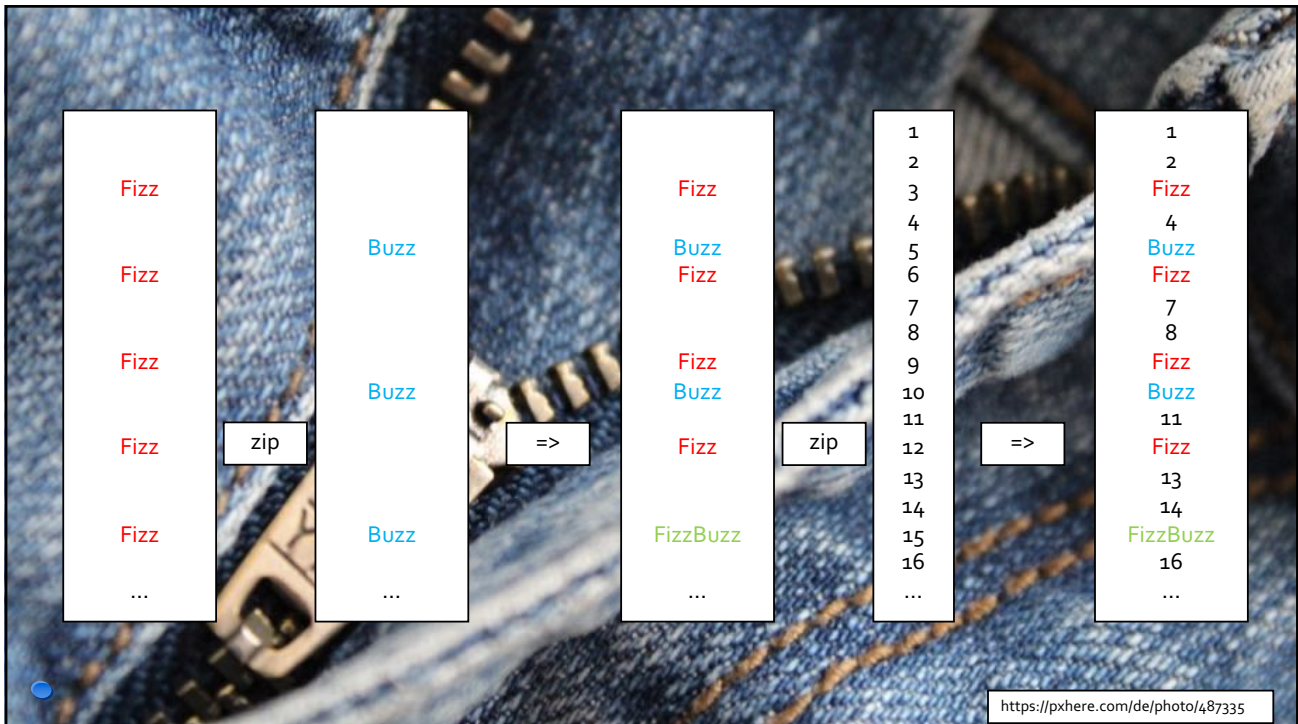 Fizz
Fizz
Fizz
Fizz
Fizz
...
zip
Buzz
Buzz
Buzz
...
=>
Fizz
Buzz
Fizz
Fizz
Buzz
Fizz
FizzBuzz
...
zip
1
2
3
4
5
6
7
8
9
10
11
12
13
14
15
16
...
=>
1
2
Fizz
4
Buzz
Fizz
7
8
Fizz
Buzz
11
Fizz
13
14
FizzBuzz
16
...
https://pxhere.com/de/photo/487335